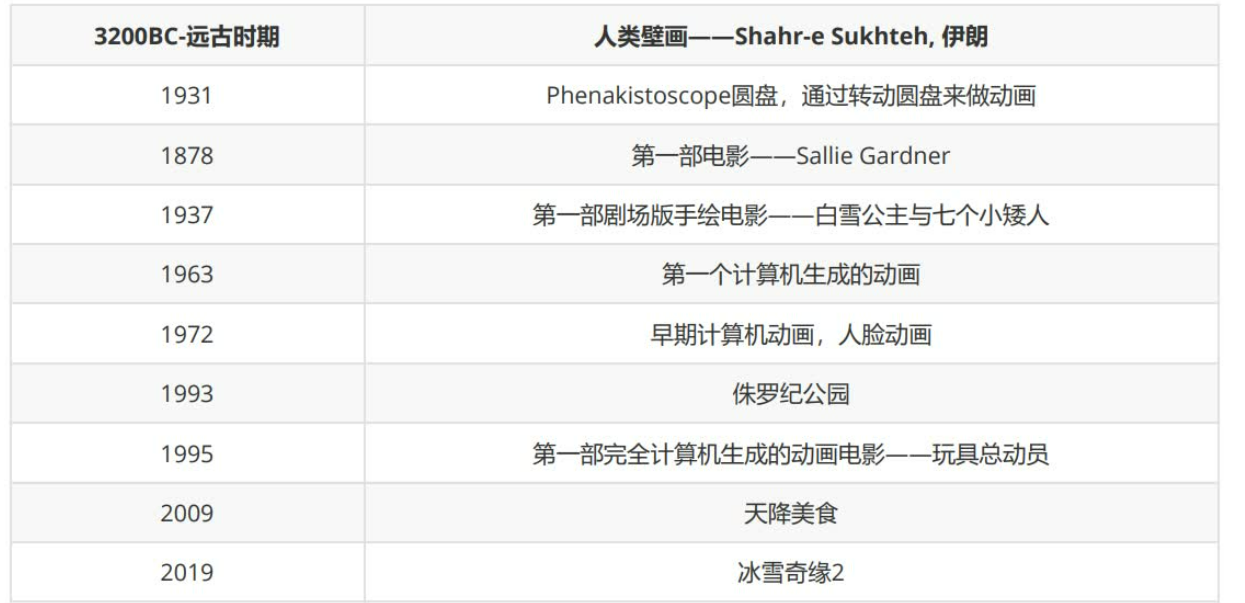 3200BC-远古时期 人类壁画——Shahr-e Sukhteh, 伊朗
1931 Phenakistoscope圆盘，通过转动圆盘来做动画
1878 第一部电影——Sallie Gardner
1937 第一部剧场版手绘电影——白雪公主与七个小矮人
1963 第一个计算机生成的动画
1972 早期计算机动画，人脸动画
1993 侏罗纪公园
1995 第一部完全计算机生成的动画电影——玩具总动员
2009 天降美食
2019 冰雪奇缘2